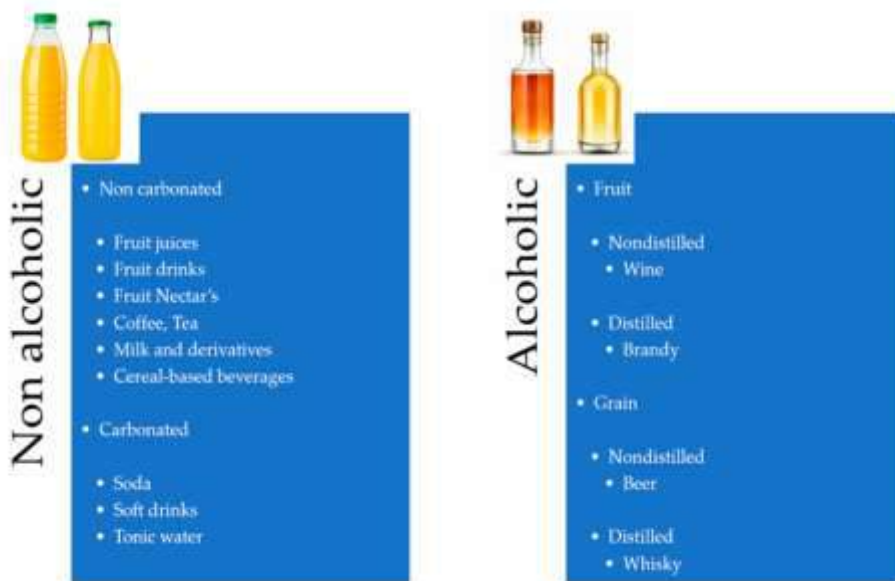 Non alcoholic
• Non carbonated
• Fruit juices
• Fruit drinks
• Fruit Nectar's
• Coffee, Tea
• Milk and derivatives
• Cereal-based beverages
• Carbonated
• Soda
• Soft drinks
• Tonic water
Alcoholic
• Fruit
• Nondistilled
• Wine
• Distilled
• Brandy
• Grain
• Nondistilled
• Beer
• Distilled
• Whisky